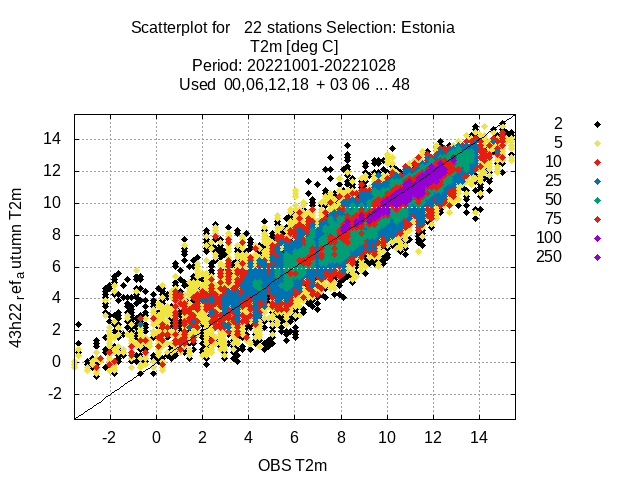 Scatterplot for 22 stations Selection: Estonia
T2m [deg C]
Period: 20221001-20221028
Used 00,06,12,18 + 03 06 ... 48
43h22ref autumn T2m
14
12
10
8
6
4
2
0
-2
-2 0 2 4 6 8 10 12 14
OBS T2m
2
5
10
25
50
75
100
250